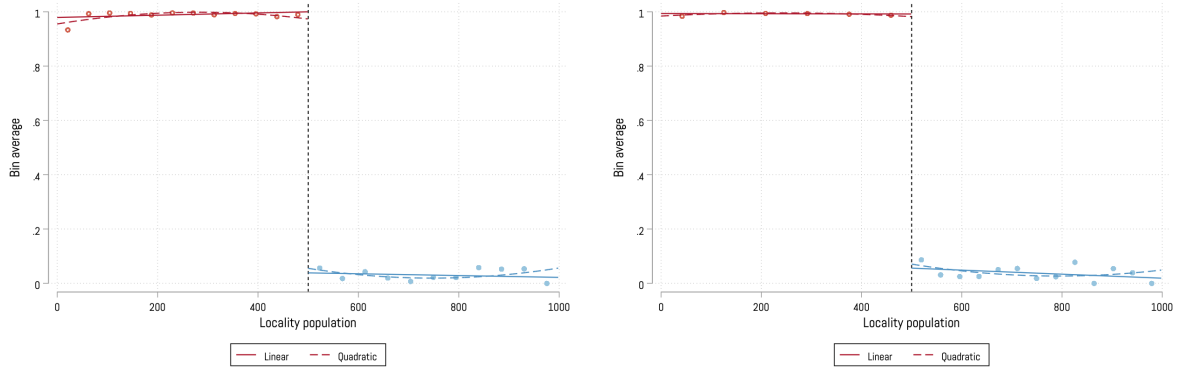 Bin average
1
.8
.6
.4
.2
0
0 200 400 600 800 1000
Locality population
Linear Quadratic
Bin average
1
.8
.6
.4
.2
0
0 200 400 600 800 1000
Locality population
Linear Quadratic